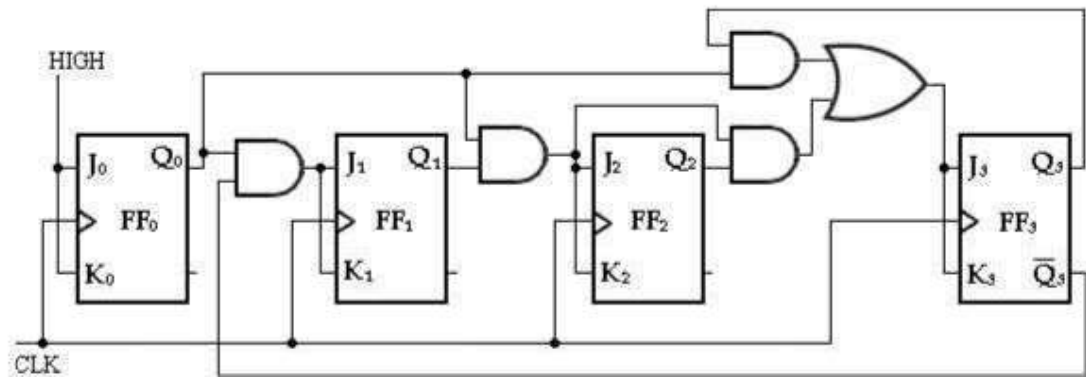 HIGH
J₀ Q₀
FF₀
K₀
J₁ Q₁
FF₁
K₁
J₂ Q₂
FF₂
K₂
J₃ Q₃
FF₃
K₃ Q̅₃
CLK